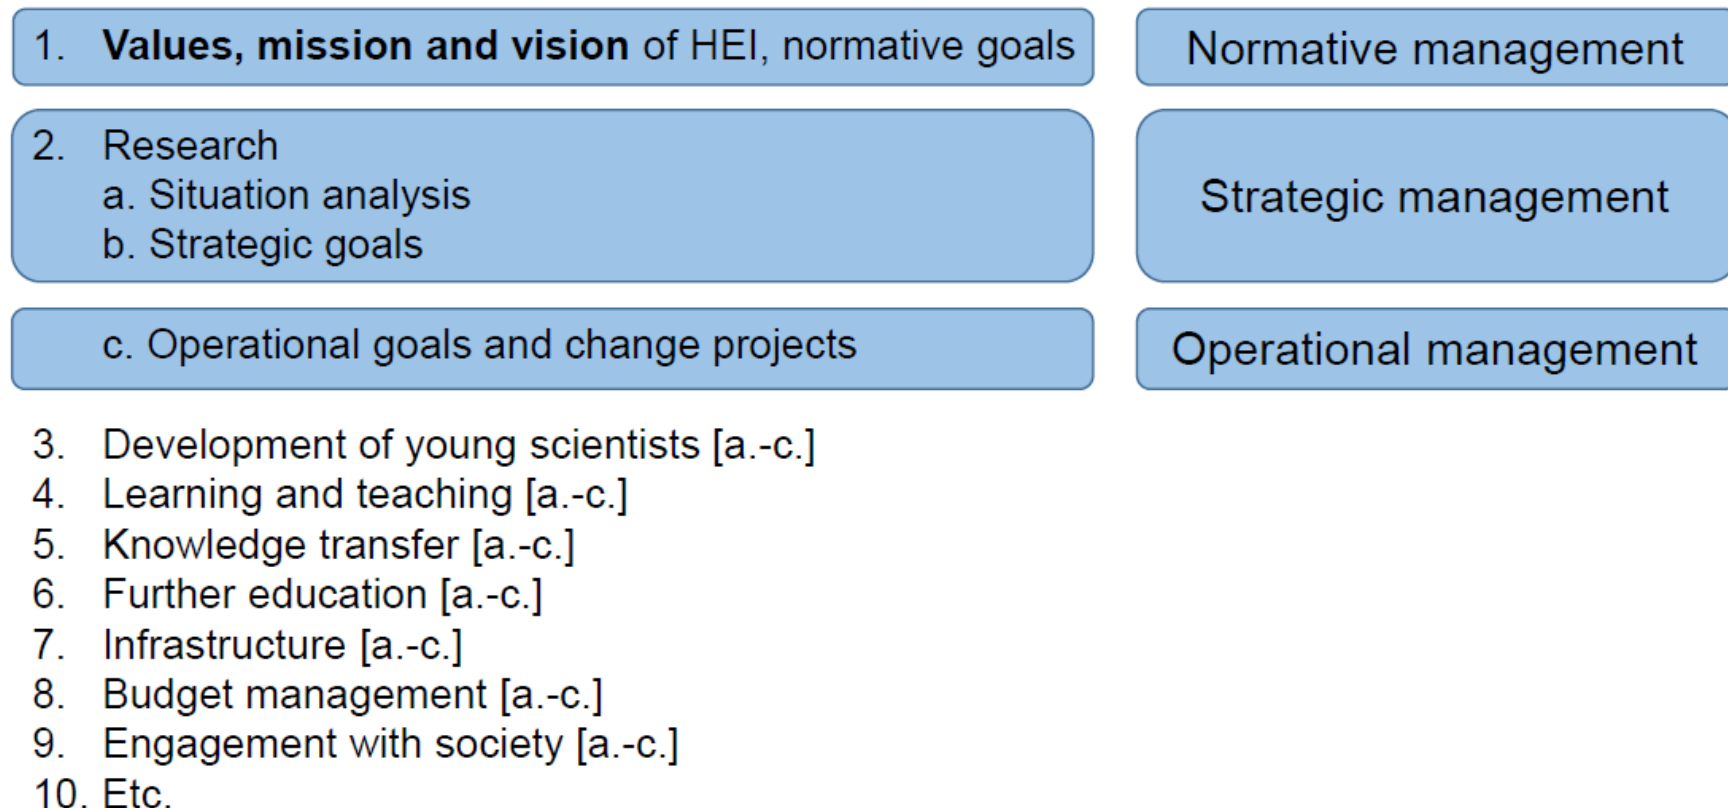 1. Values, mission and vision of HEI, normative goals
Normative management
2. Research
a. Situation analysis
b. Strategic goals
Strategic management
c. Operational goals and change projects
Operational management
3. Development of young scientists [a.-c.]
4. Learning and teaching [a.-c.]
5. Knowledge transfer [a.-c.]
6. Further education [a.-c.]
7. Infrastructure [a.-c.]
8. Budget management [a.-c.]
9. Engagement with society [a.-c.]
10. Etc.